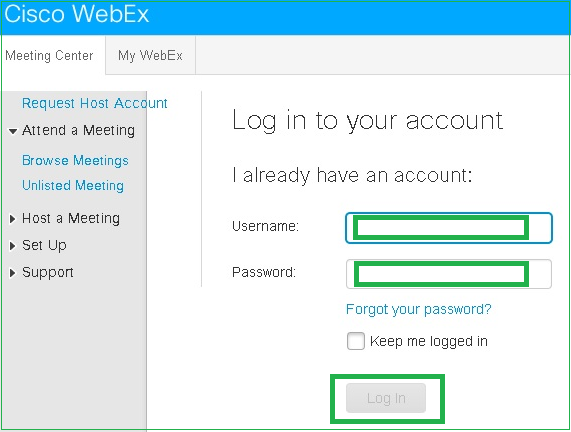 Cisco WebEx
Meeting Center
My WebEx
Request Host Account
Attend a Meeting
Browse Meetings
Unlisted Meeting
Host a Meeting
Set Up
Support
Log in to your account
I already have an account:
Username:
Password:
Forgot your password?
Keep me logged in
Log In